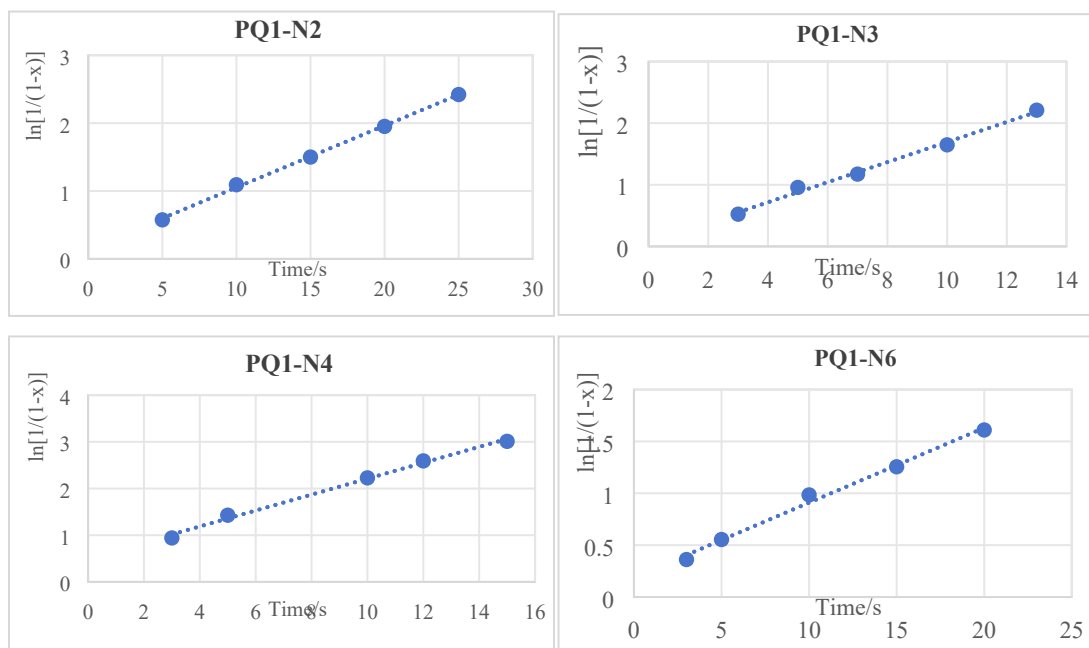 PQ1-N2
ln[1/(1-x)]
3
2
1
0
Time/s
0 5 10 15 20 25 30
PQ1-N3
ln[1/(1-x)]
3
2
1
0
Time/s
0 2 4 6 8 10 12 14
PQ1-N4
ln[1/(1-x)]
4
3
2
1
0
Time/s
0 2 4 6 8 10 12 14 16
PQ1-N6
ln[1/(1-x)]
2
1.5
1
0.5
0
Time/s
0 5 10 15 20 25